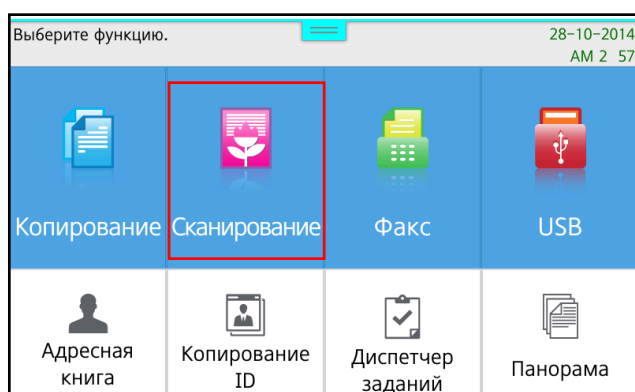 Выберите функцию.
28-10-2014
AM 2 57
Копирование
Сканирование
Факс
USB
Адресная
книга
Копирование
ID
Диспетчер
заданий
Панорама